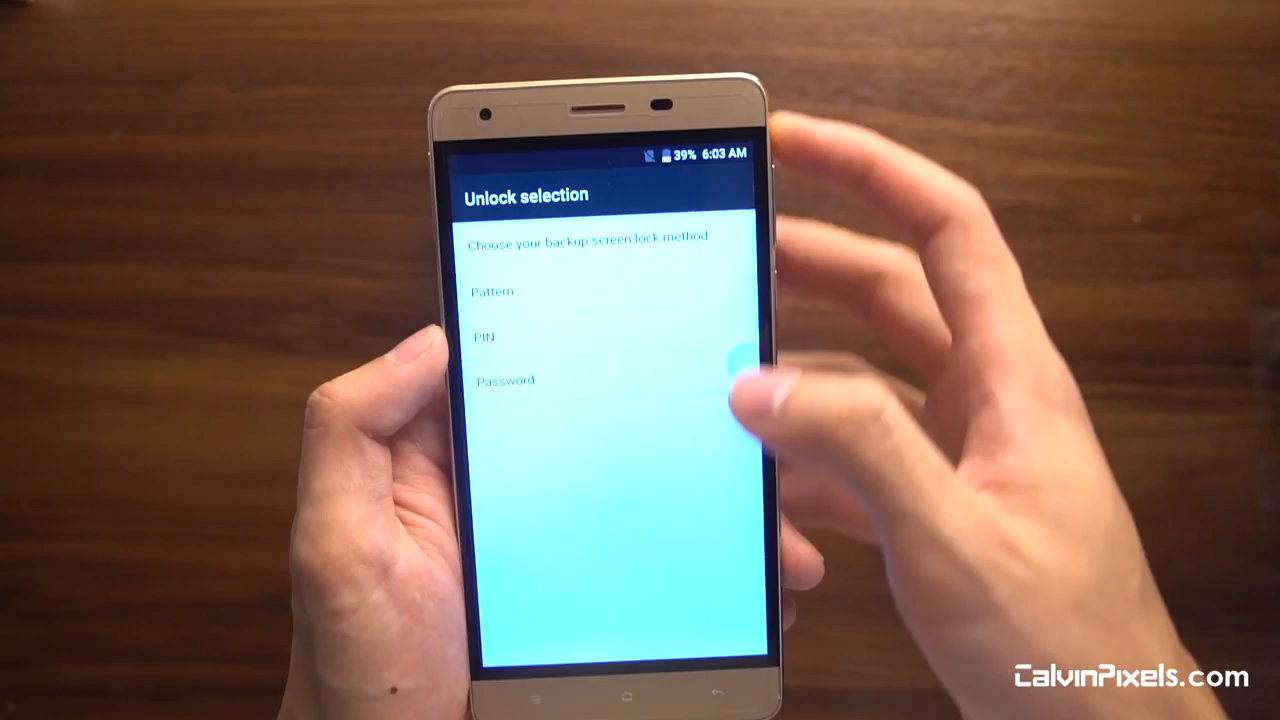 39% 6:03 AM
Unlock selection
Choose your backup screen lock method
Pattern
PIN
Password
CalvinPixels.com